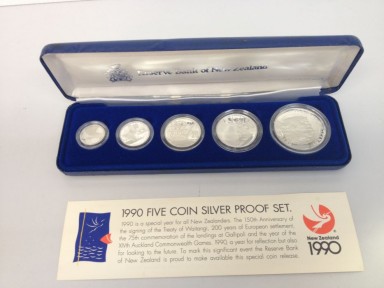 Reserve Bank of New Zealand
1990 FIVE COIN SILVER PROOF SET.
1990 is a special year for all New Zealanders. The 150th Anniversary of
the signing of the Treaty of Waitangi, 200 years of European settlement,
the 75th commemoration of the landings at Gallipoli and the year of the
XIVth Auckland Commonwealth Games. 1990, a year for reflection but also
for looking to the future. To mark this significant event the Reserve Bank
of New Zealand is proud to make available this special coin release.
New Zealand
1990